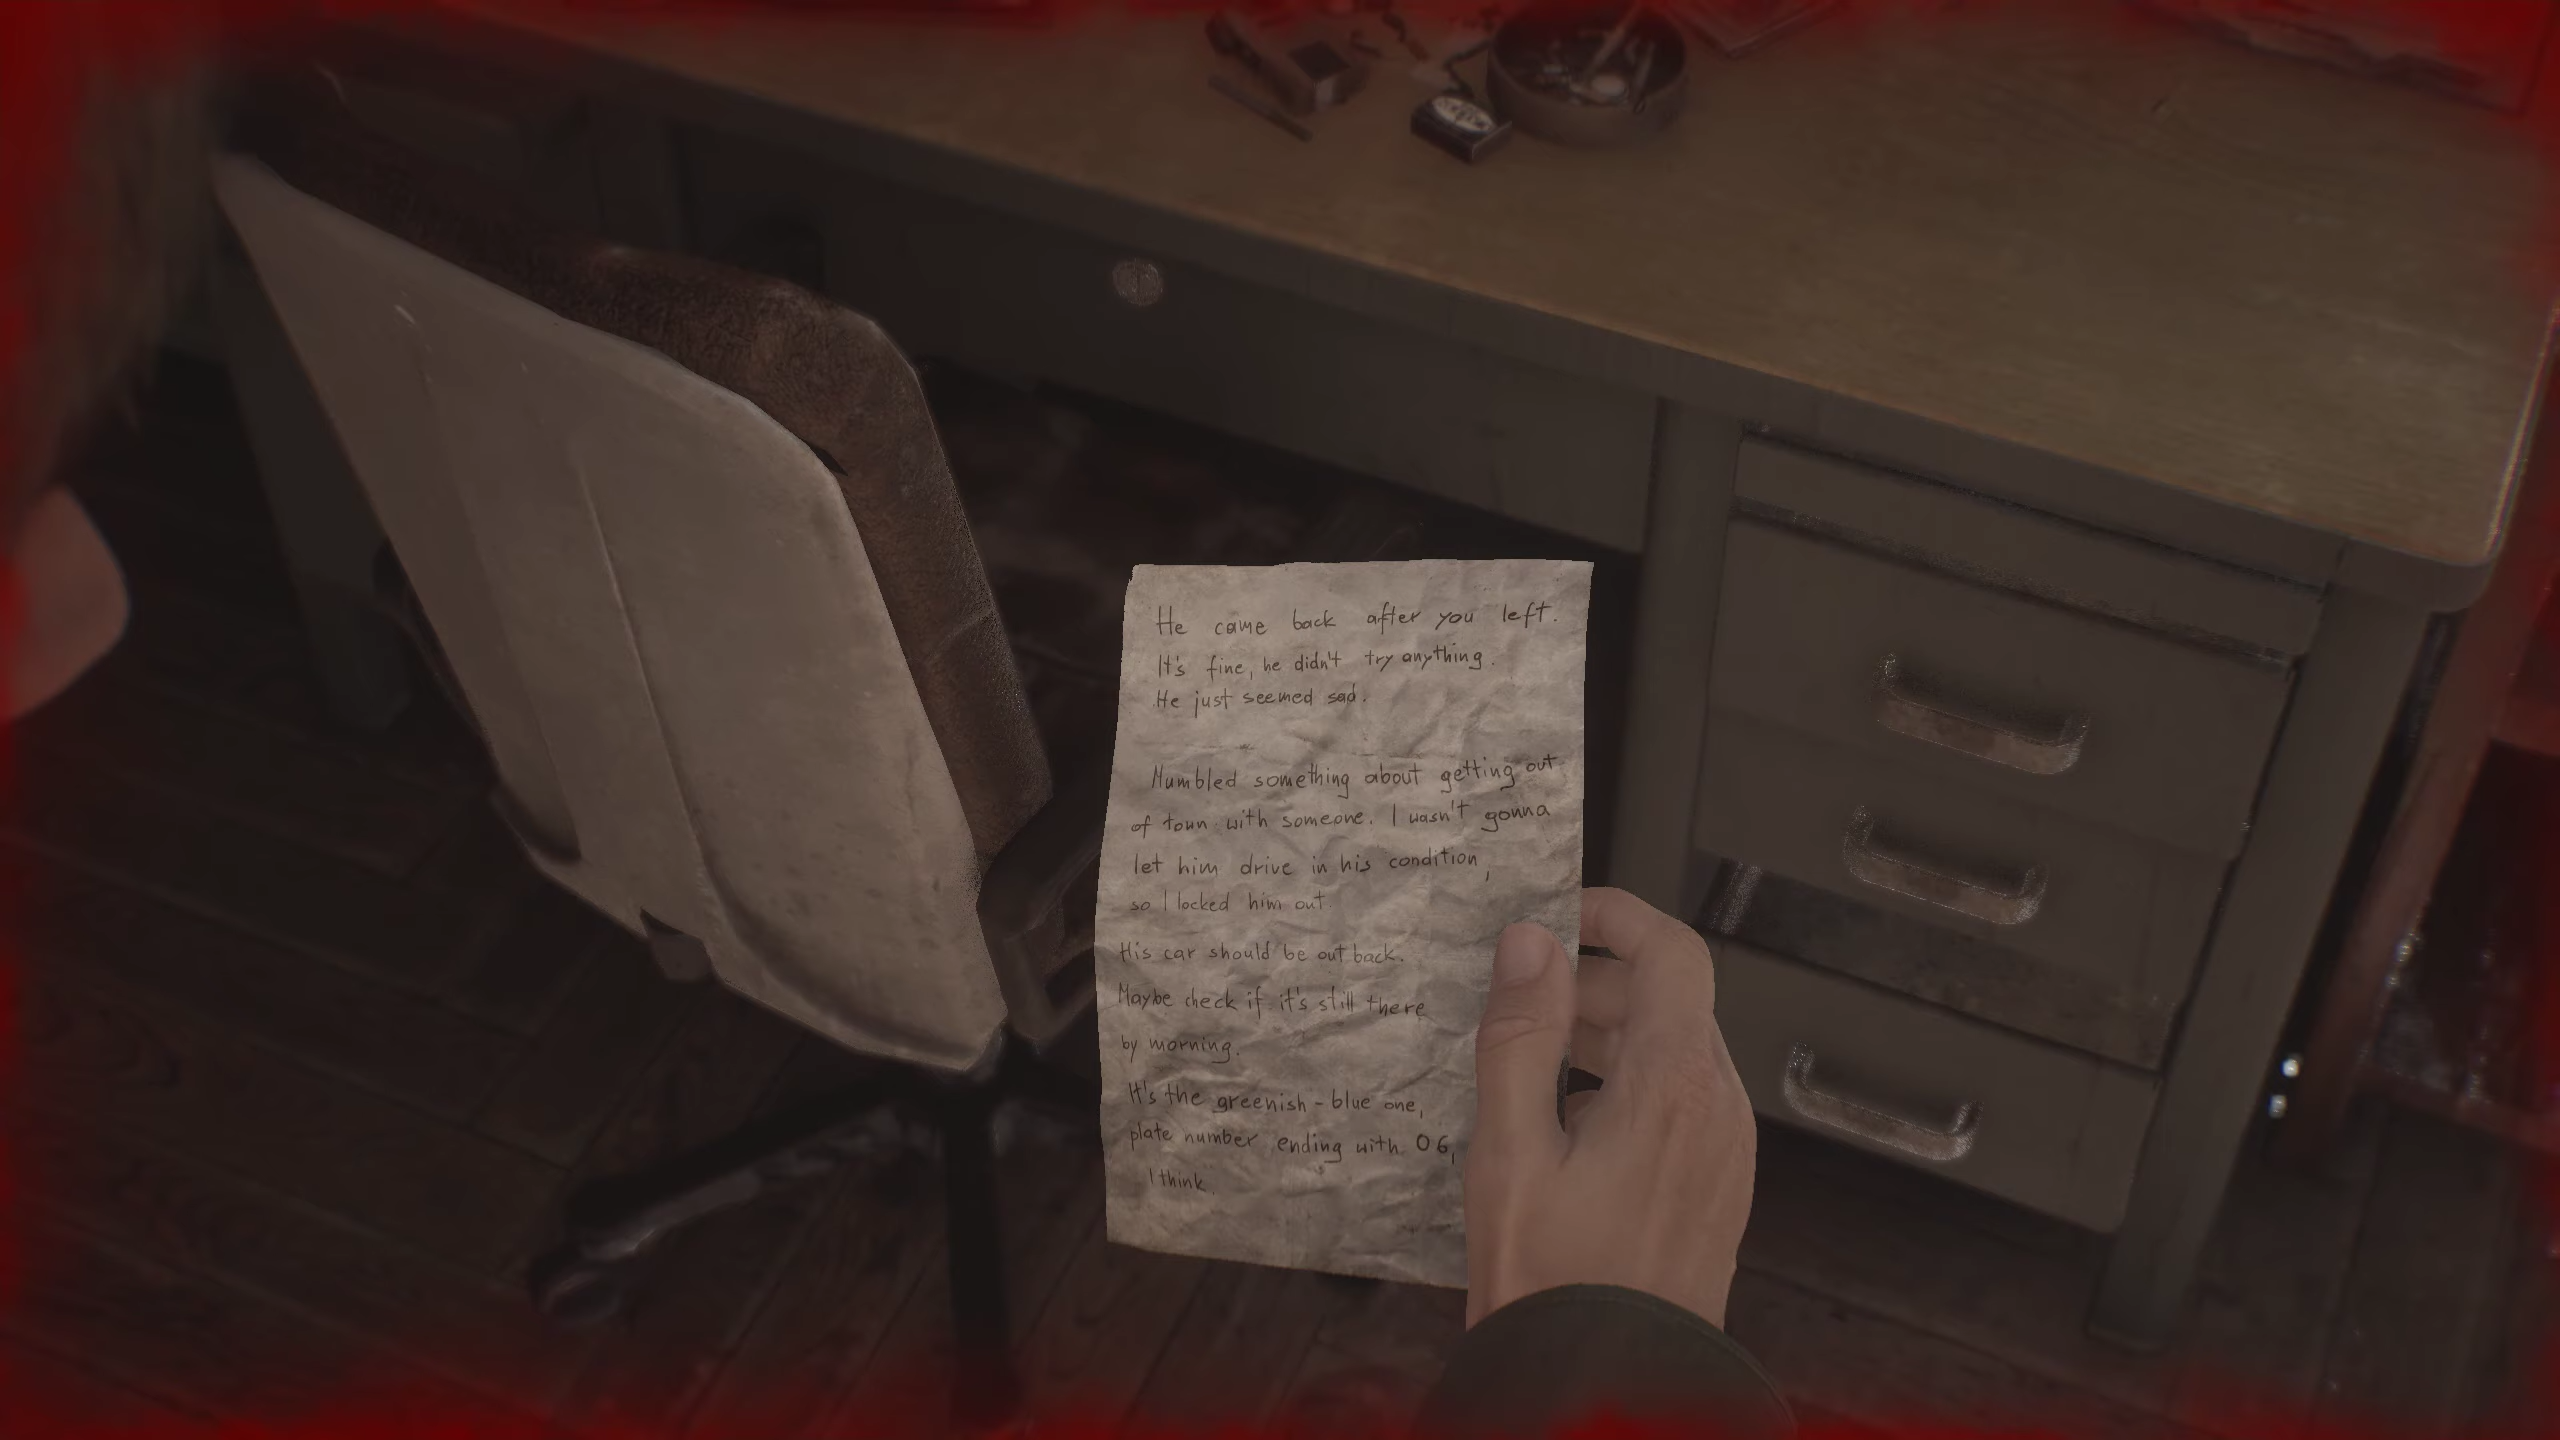 He came back after you left.
It's fine, he didn't try anything.
He just seemed sad.
Mumbled something about getting out
of town with someone. I wasn't gonna
let him drive in his condition,
so I locked him out.
His car should be out back.
Maybe check if it's still there
by morning.
It's the greenish-blue one,
plate number ending with 06,
I think.